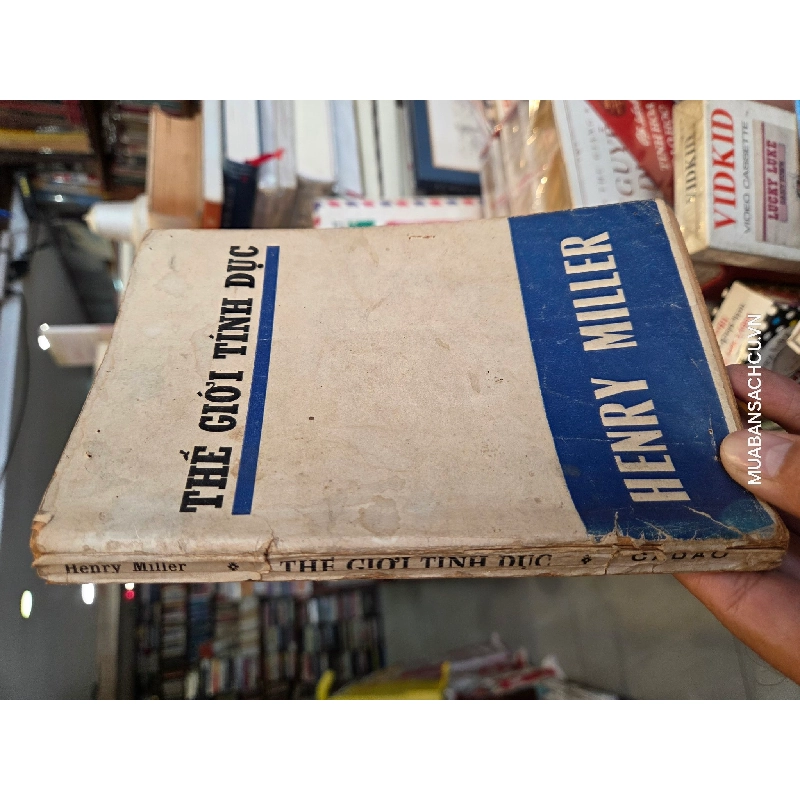 THẾ GIỚI TÍNH DỤC
HENRY MILLER
Henry Miller
THẾ GIỚI TÍNH DỤC
VIDKID
VIDEO CASSETTE
LUCKY LUKE
VIDKID
MUABANSACHCU.VN